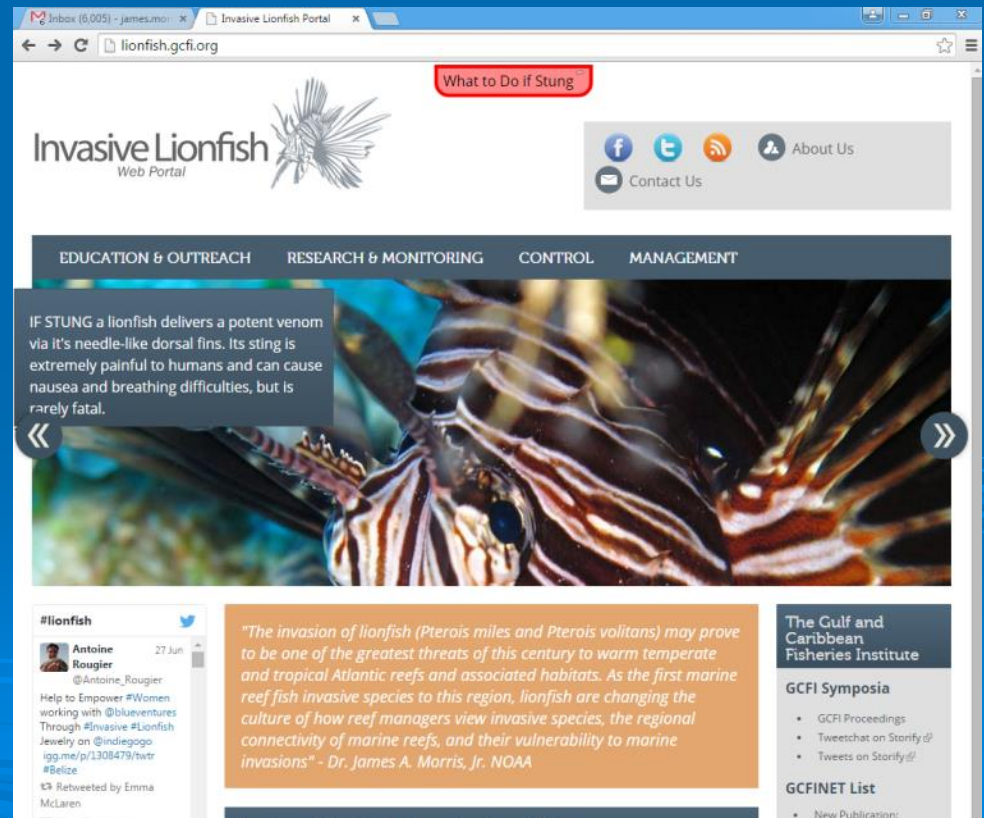 Inbox (6,005) - james.mor
Invasive Lionfish Portal
lionfish.gcfi.org
What to Do if Stung
Invasive Lionfish
Web Portal
About Us
Contact Us
EDUCATION & OUTREACH RESEARCH & MONITORING CONTROL MANAGEMENT
IF STUNG a lionfish delivers a potent venom
via it's needle-like dorsal fins. Its sting is
extremely painful to humans and can cause
nausea and breathing difficulties, but is
rarely fatal.
#lionfish
Antoine 27 Jun
Rougier
@Antoine_Rougier
Help to Empower #Women
working with @blueventures
Through #Invasive #Lionfish
Jewelry on @indiegogo
igg.me/p/1308479/twtr
#Belize
Retweeted by Emma
McLaren
"The invasion of lionfish (Pterois miles and Pterois volitans) may prove
to be one of the greatest threats of this century to warm temperate
and tropical Atlantic reefs and associated habitats. As the first marine
reef fish invasive species to this region, lionfish are changing the
culture of how reef managers view invasive species, the regional
connectivity of marine reefs, and their vulnerability to marine
invasions" - Dr. James A. Morris, Jr. NOAA
The Gulf and
Caribbean
Fisheries Institute
GCFI Symposia
GCFI Proceedings
Tweetchat on Storify
Tweets on Storify
GCFINET List
New Publication: